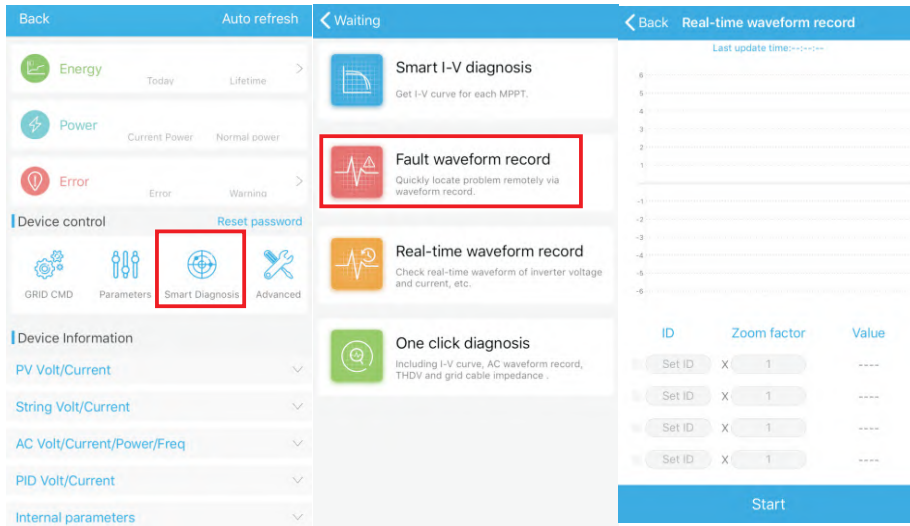 Back Auto refresh
Energy
Today Lifetime
Power
Current Power Normal power
Error
Error Warning
Device control Reset password
GRID CMD Parameters Smart Diagnosis Advanced
Device Information
PV Volt/Current
String Volt/Current
AC Volt/Current/Power/Freq
PID Volt/Current
Internal parameters
Waiting
Smart I-V diagnosis
Get I-V curve for each MPPT.
Fault waveform record
Quickly locate problem remotely via
waveform record.
Real-time waveform record
Check real-time waveform of inverter voltage
and current, etc.
One click diagnosis
Including I-V curve, AC waveform record,
THDV and grid cable impedance .
Back Real-time waveform record
Last update time:--:--:--
6
5
4
3
2
1
-1
-2
-3
-4
-5
-6
ID Zoom factor Value
Set ID X 1 ----
Set ID X 1 ----
Set ID X 1 ----
Set ID X 1 ----
Start